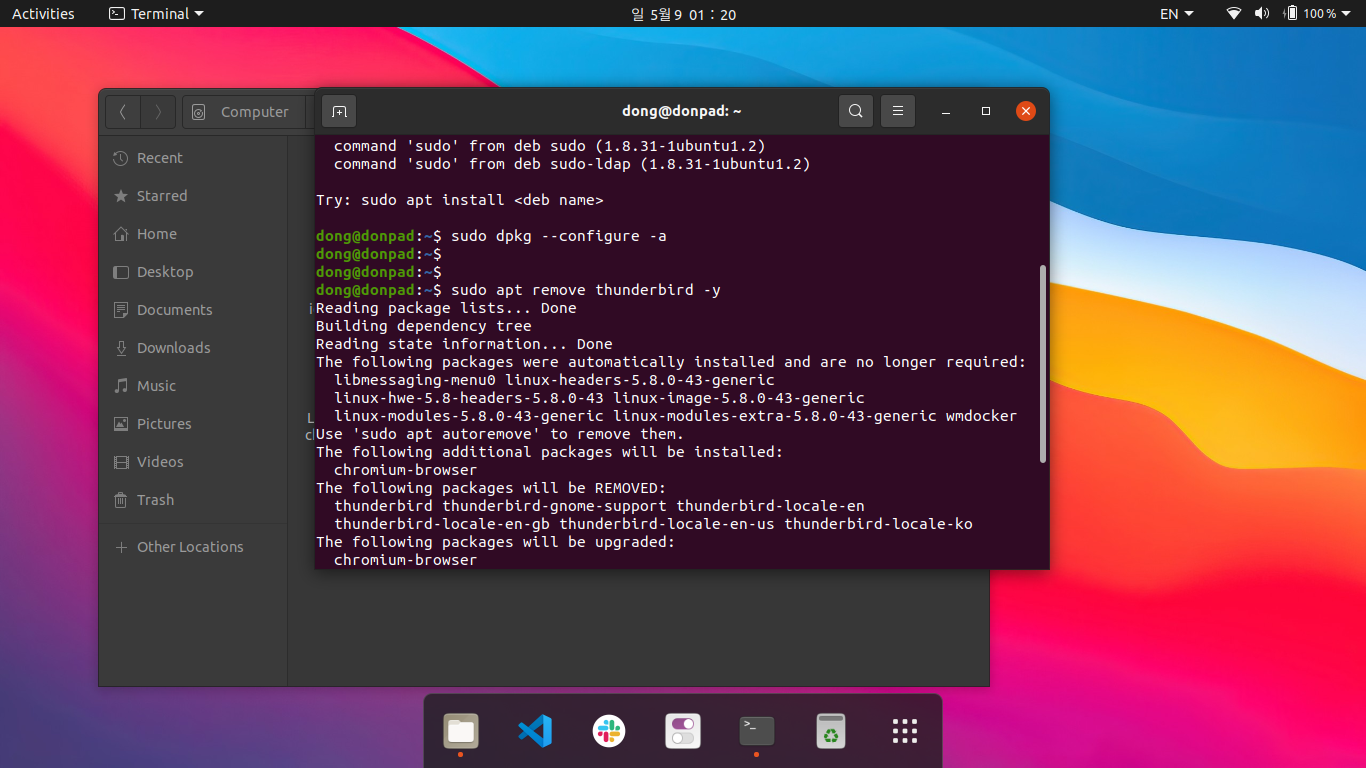 Activities
Terminal
일 5월 9 01 : 20
EN
100 %
Computer
Recent
Starred
Home
Desktop
Documents
Downloads
Music
Pictures
Videos
Trash
Other Locations
dong@donpad: ~
command 'sudo' from deb sudo (1.8.31-1ubuntu1.2)
command 'sudo' from deb sudo-ldap (1.8.31-1ubuntu1.2)
Try: sudo apt install <deb name>
dong@donpad:~$ sudo dpkg --configure -a
dong@donpad:~$
dong@donpad:~$
dong@donpad:~$ sudo apt remove thunderbird -y
Reading package lists... Done
Building dependency tree
Reading state information... Done
The following packages were automatically installed and are no longer required:
libmessaging-menu0 linux-headers-5.8.0-43-generic
linux-hwe-5.8-headers-5.8.0-43 linux-image-5.8.0-43-generic
linux-modules-5.8.0-43-generic linux-modules-extra-5.8.0-43-generic wmdocker
Use 'sudo apt autoremove' to remove them.
The following additional packages will be installed:
chromium-browser
The following packages will be REMOVED:
thunderbird thunderbird-gnome-support thunderbird-locale-en
thunderbird-locale-en-gb thunderbird-locale-en-us thunderbird-locale-ko
The following packages will be upgraded:
chromium-browser